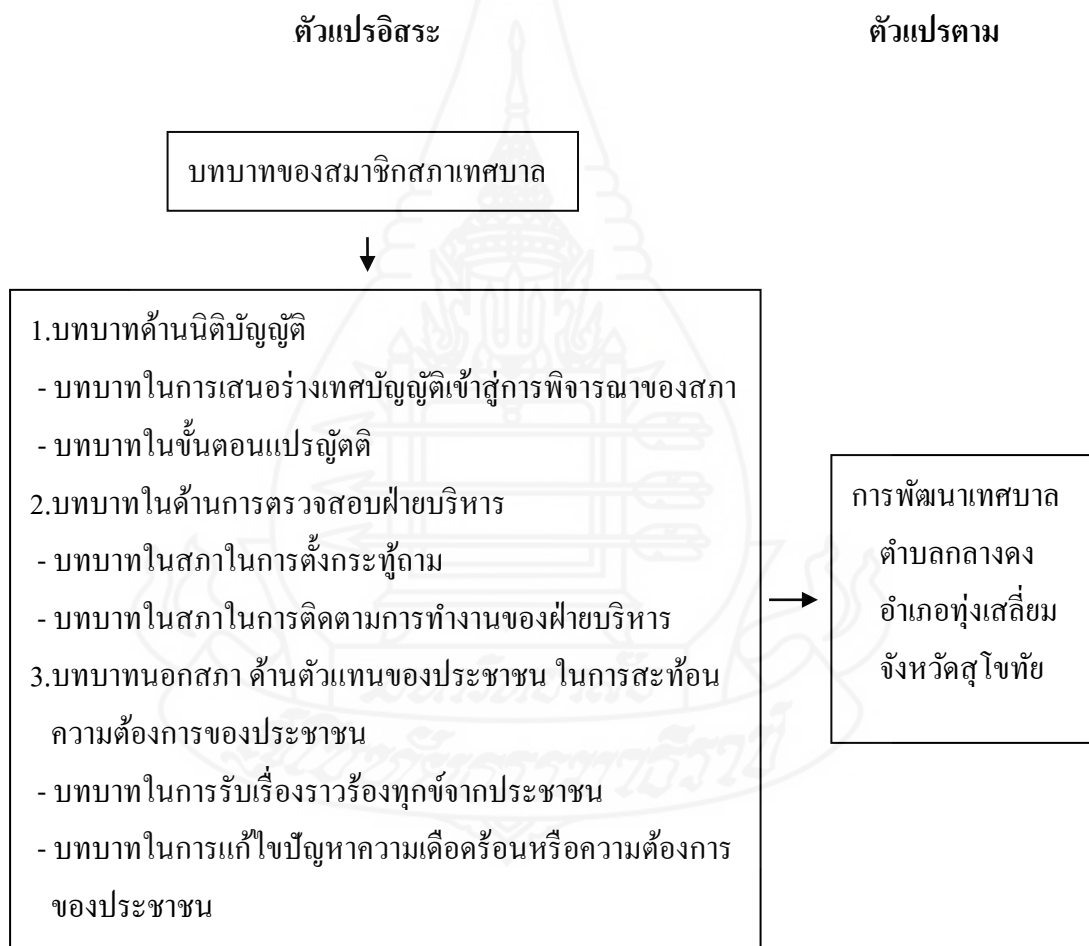 ตัวแปรอิสระ
ตัวแปรตาม
บทบาทของสมาชิกสภาเทศบาล
1.บทบาทด้านนิติบัญญัติ
- บทบาทในการเสนอร่างเทศบัญญัติเข้าสู่การพิจารณาของสภา
- บทบาทในขั้นตอนแปรญัตติ
2.บทบาทในด้านการตรวจสอบฝ่ายบริหาร
- บทบาทในสภาในการตั้งกระทู้ถาม
- บทบาทในสภาในการติดตามการทำงานของฝ่ายบริหาร
3.บทบาทนอกสภา ด้านตัวแทนของประชาชน ในการสะท้อน
ความต้องการของประชาชน
- บทบาทในการรับเรื่องราวร้องทุกข์จากประชาชน
- บทบาทในการแก้ไขปัญหาความเดือดร้อนหรือความต้องการ
ของประชาชน
การพัฒนาเทศบาล
ตำบลกลางดง
อำเภอทุ่งเสลี่ยม
จังหวัดสุโขทัย